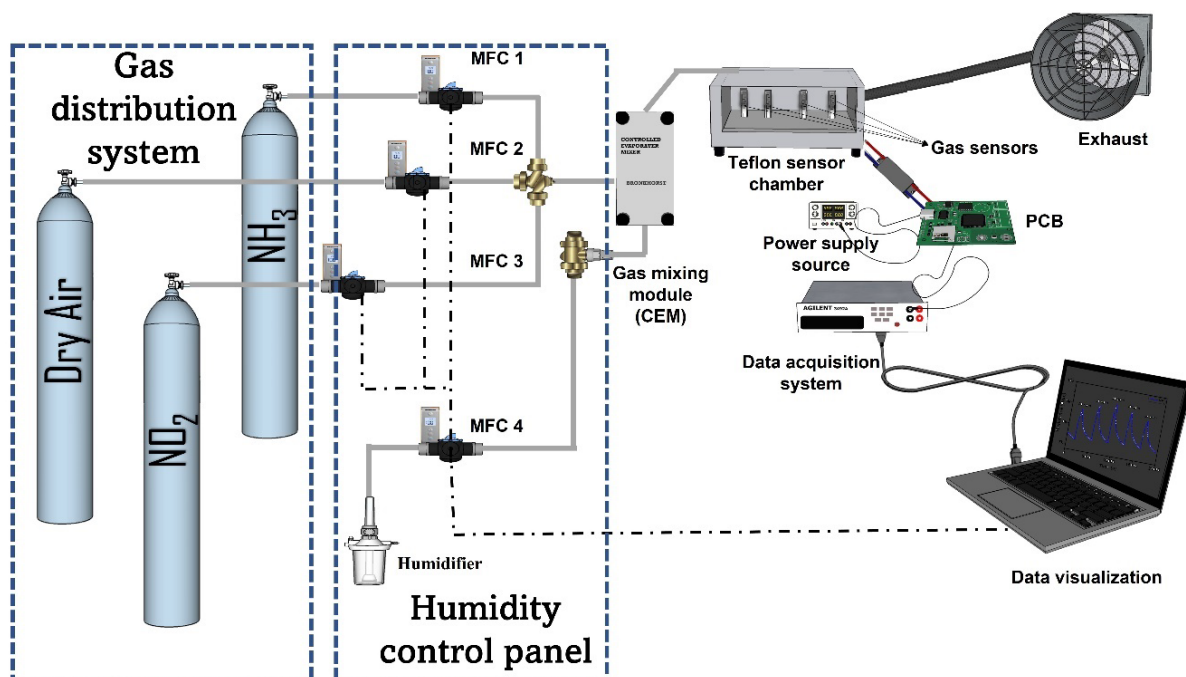 Gas
distribution
system
Dry Air
NO2
NH3
MFC 1
MFC 2
MFC 3
MFC 4
Humidifier
Humidity
control panel
CONTROLLED
EVAPORATER
MIXER
BRONKHORST
Gas mixing
module
(CEM)
Teflon sensor
chamber
Gas sensors
Exhaust
PCB
Power supply
source
AGILENT
Data acquisition
system
Data visualization